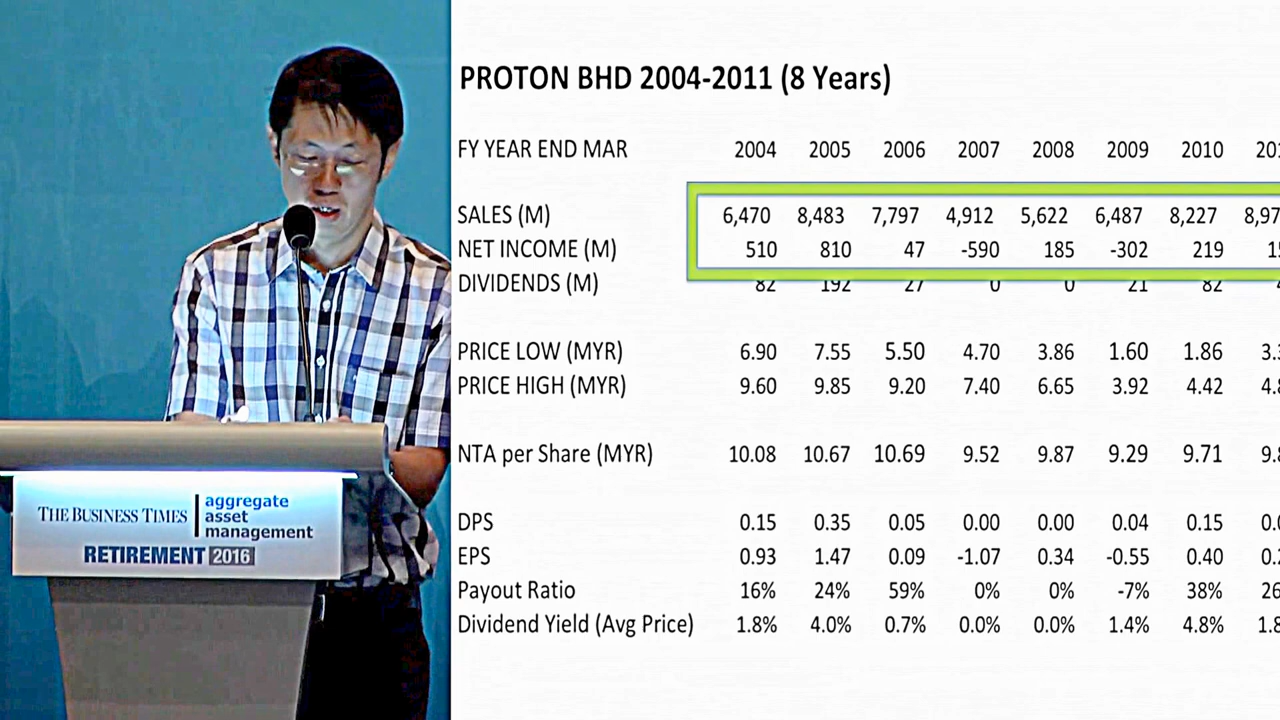 PROTON BHD 2004-2011 (8 Years)
FY YEAR END MAR 2004 2005 2006 2007 2008 2009 2010
SALES (M) 6,470 8,483 7,797 4,912 5,622 6,487 8,227
NET INCOME (M) 510 810 47 -590 185 -302 219
DIVIDENDS (M) 82 192 27 0 0 21 82
PRICE LOW (MYR) 6.90 7.55 5.50 4.70 3.86 1.60 1.86
PRICE HIGH (MYR) 9.60 9.85 9.20 7.40 6.65 3.92 4.42
NTA per Share (MYR) 10.08 10.67 10.69 9.52 9.87 9.29 9.71
DPS 0.15 0.35 0.05 0.00 0.00 0.04 0.15
EPS 0.93 1.47 0.09 -1.07 0.34 -0.55 0.40
Payout Ratio 16% 24% 59% 0% 0% -7% 38%
Dividend Yield (Avg Price) 1.8% 4.0% 0.7% 0.0% 0.0% 1.4% 4.8%
THE BUSINESS TIMES
aggregate
asset
management
RETIREMENT 2016